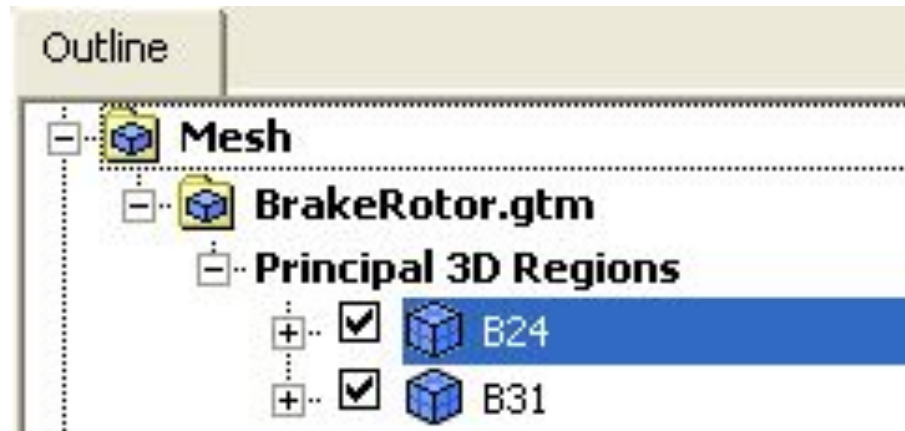 Outline
Mesh
BrakeRotor.gtm
Principal 3D Regions
B24
B31